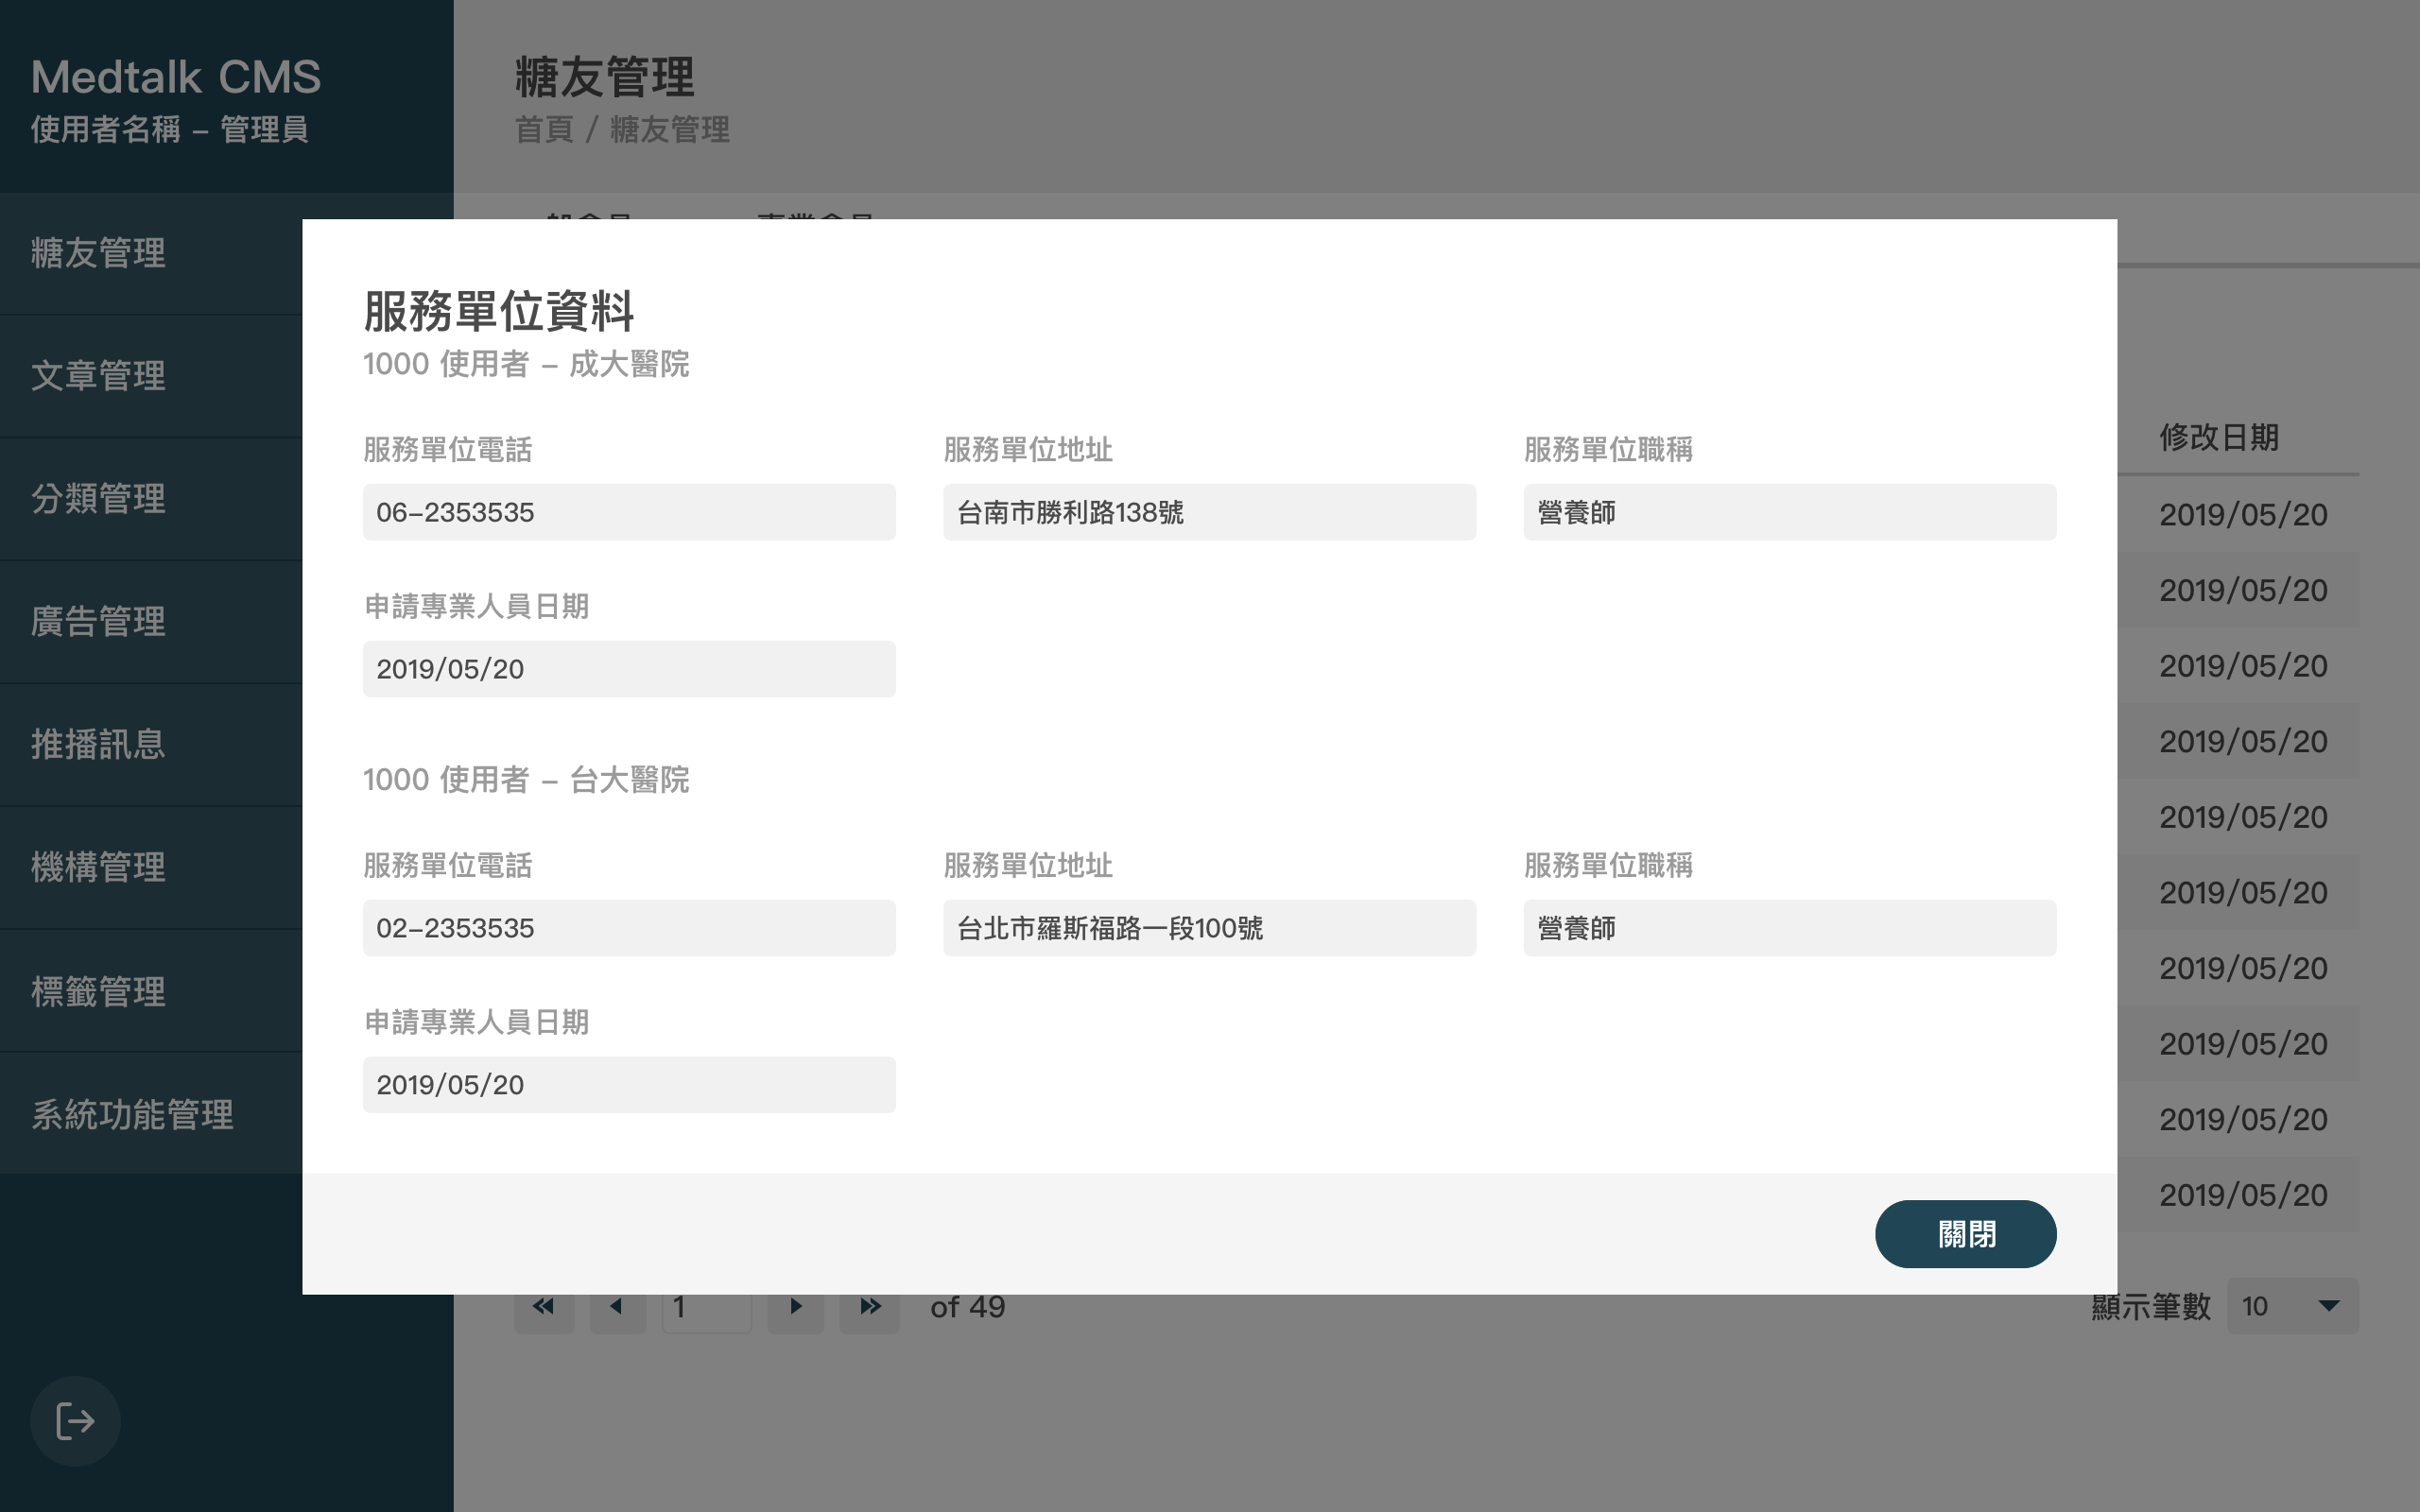 Medtalk CMS
使用者名稱 – 管理員
糖友管理
文章管理
分類管理
廣告管理
推播訊息
機構管理
標籤管理
系統功能管理
糖友管理
首頁 / 糖友管理
服務單位資料
1000 使用者 – 成大醫院
服務單位電話 服務單位地址 服務單位職稱
06–2353535 台南市勝利路138號 營養師
申請專業人員日期
2019/05/20
1000 使用者 – 台大醫院
服務單位電話 服務單位地址 服務單位職稱
02–2353535 台北市羅斯福路一段100號 營養師
申請專業人員日期
2019/05/20
關閉
修改日期
2019/05/20
2019/05/20
2019/05/20
2019/05/20
2019/05/20
2019/05/20
2019/05/20
2019/05/20
2019/05/20
2019/05/20
1 of 49
顯示筆數 10